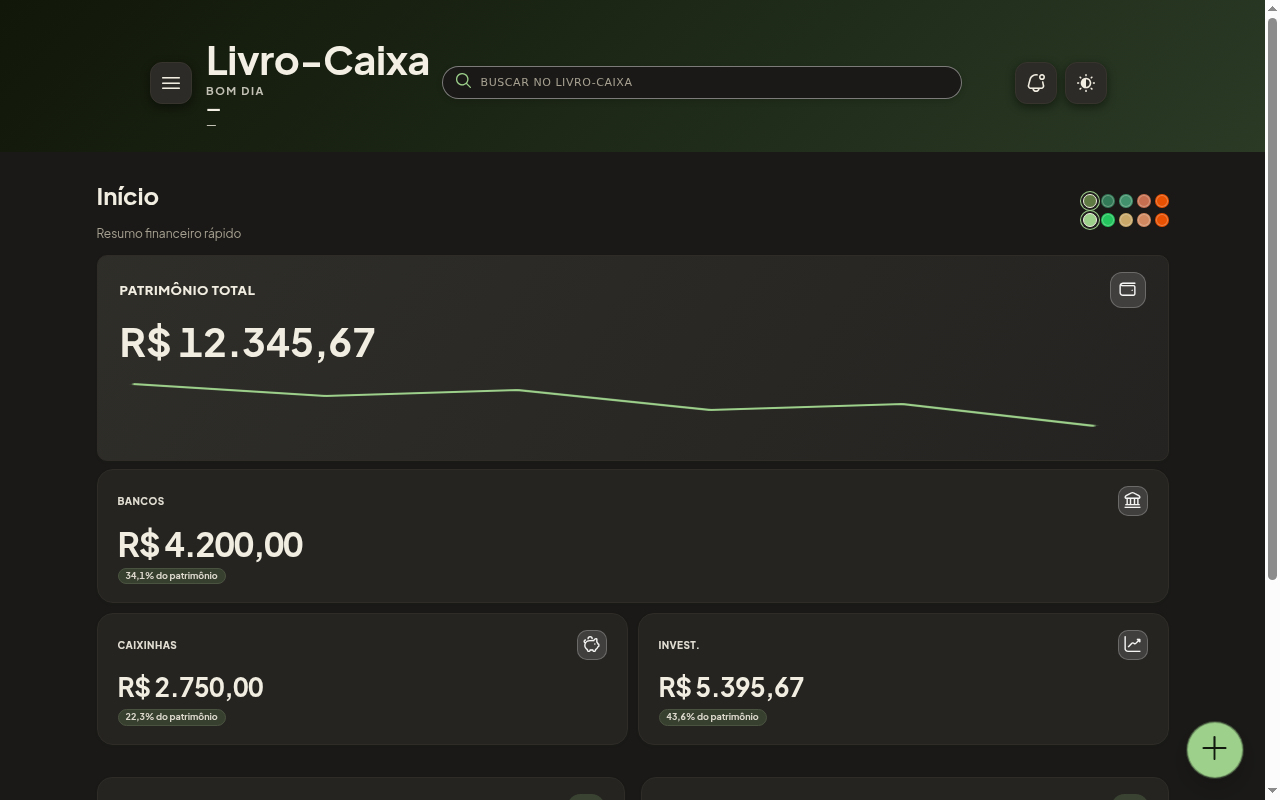 Livro-Caixa
BOM DIA
—
—
BUSCAR NO LIVRO-CAIXA
Início
Resumo financeiro rápido
PATRIMÔNIO TOTAL
R$ 12.345,67
BANCOS
R$ 4.200,00
34,1% do patrimônio
CAIXINHAS
R$ 2.750,00
22,3% do patrimônio
INVEST.
R$ 5.395,67
43,6% do patrimônio